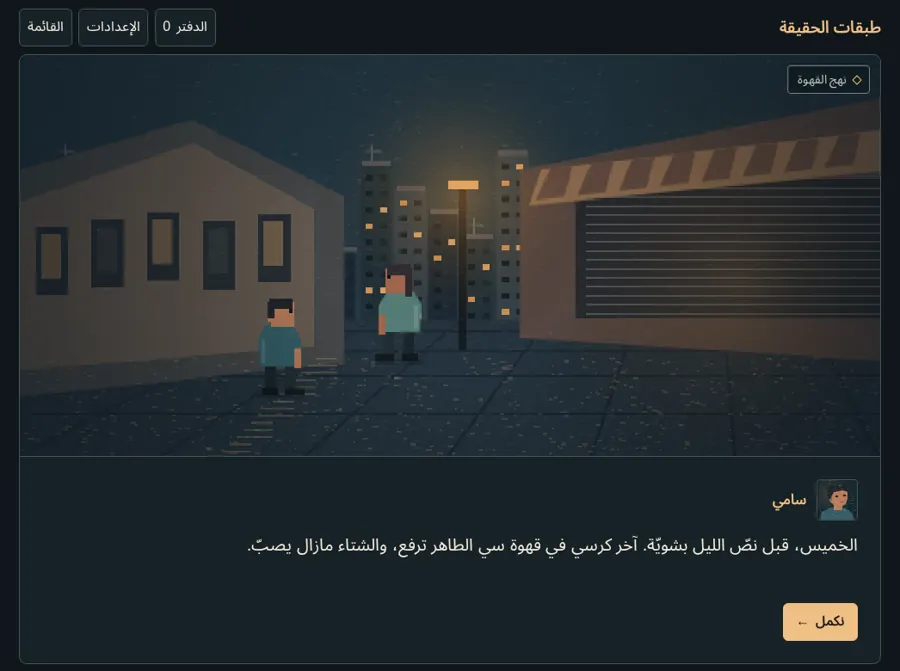 طبقات الحقيقة
الدفتر 0
الإعدادات
القائمة
نهج القهوة
سامي
الخميس، قبل نصّ الليل بشويّة. آخر كرسي في قهوة سي الطاهر ترفع، والشتاء مازال يصبّ.
نكمل ←